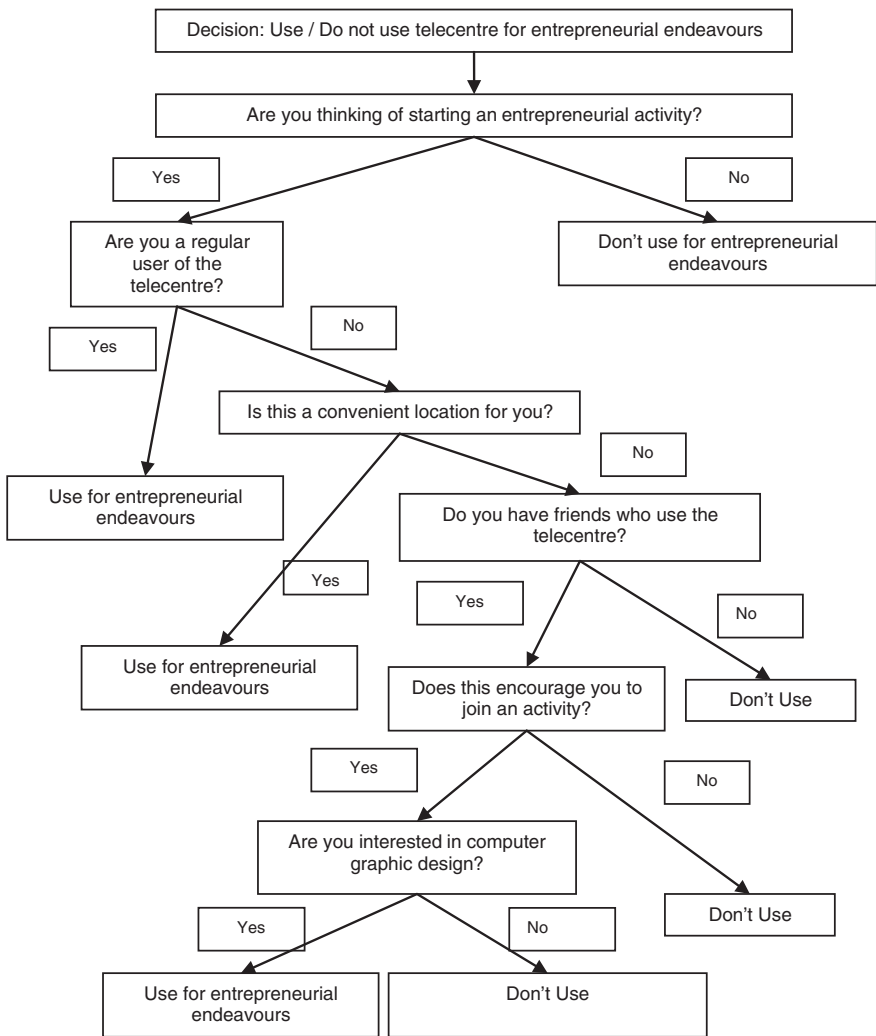 Decision: Use / Do not use telecentre for entrepreneurial endeavours
Are you thinking of starting an entrepreneurial activity?
Yes
No
Are you a regular
user of the
telecentre?
Don't use for entrepreneurial
endeavours
Yes
No
Is this a convenient location for you?
No
Use for entrepreneurial
endeavours
Do you have friends who use the
telecentre?
Yes
Yes
No
Use for entrepreneurial
endeavours
Does this encourage you to
join an activity?
Don't Use
Yes
No
Are you interested in computer
graphic design?
Don't Use
Yes
No
Use for entrepreneurial
endeavours
Don't Use